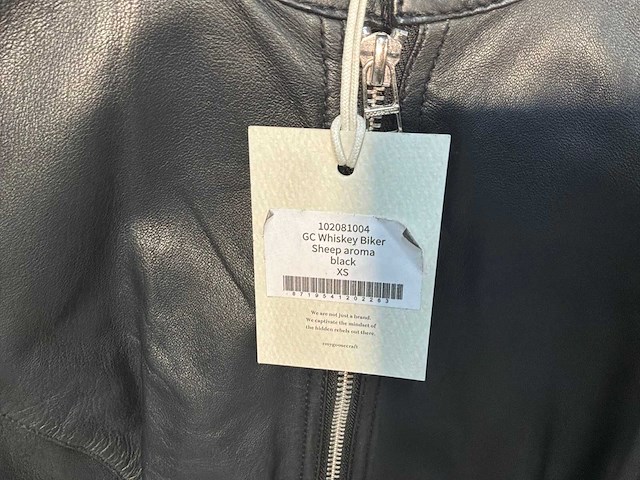 102081004
GC Whiskey Biker
Sheep aroma
black
XS
8719541202283
We are not just a brand.
We captivate the mindset of
the hidden rebels out there.